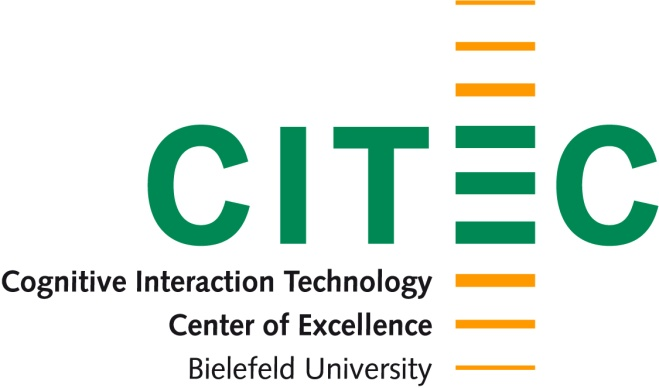 CITEC
Cognitive Interaction Technology
Center of Excellence
Bielefeld University